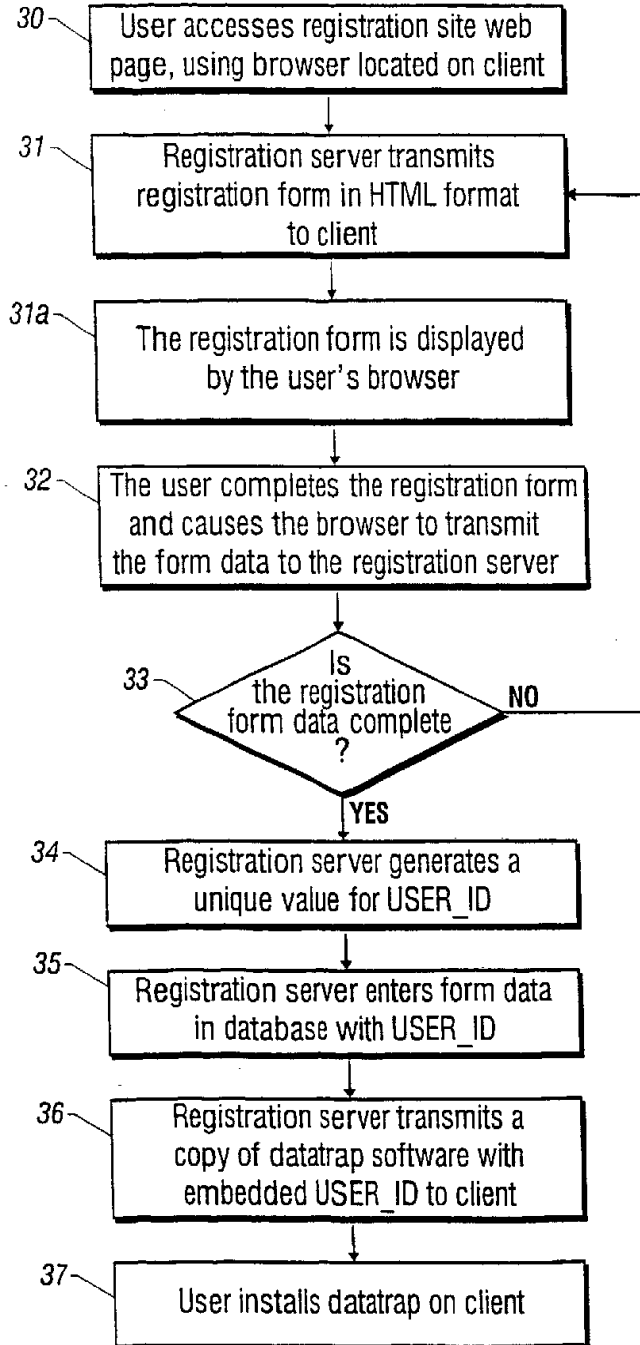 30
User accesses registration site web
page, using browser located on client
31
Registration server transmits
registration form in HTML format
to client
31a
The registration form is displayed
by the user's browser
32
The user completes the registration form
and causes the browser to transmit
the form data to the registration server
33
Is
the registration
form data complete
?
NO
YES
34
Registration server generates a
unique value for USER_ID
35
Registration server enters form data
in database with USER_ID
36
Registration server transmits a
copy of datatrap software with
embedded USER_ID to client
37
User installs datatrap on client